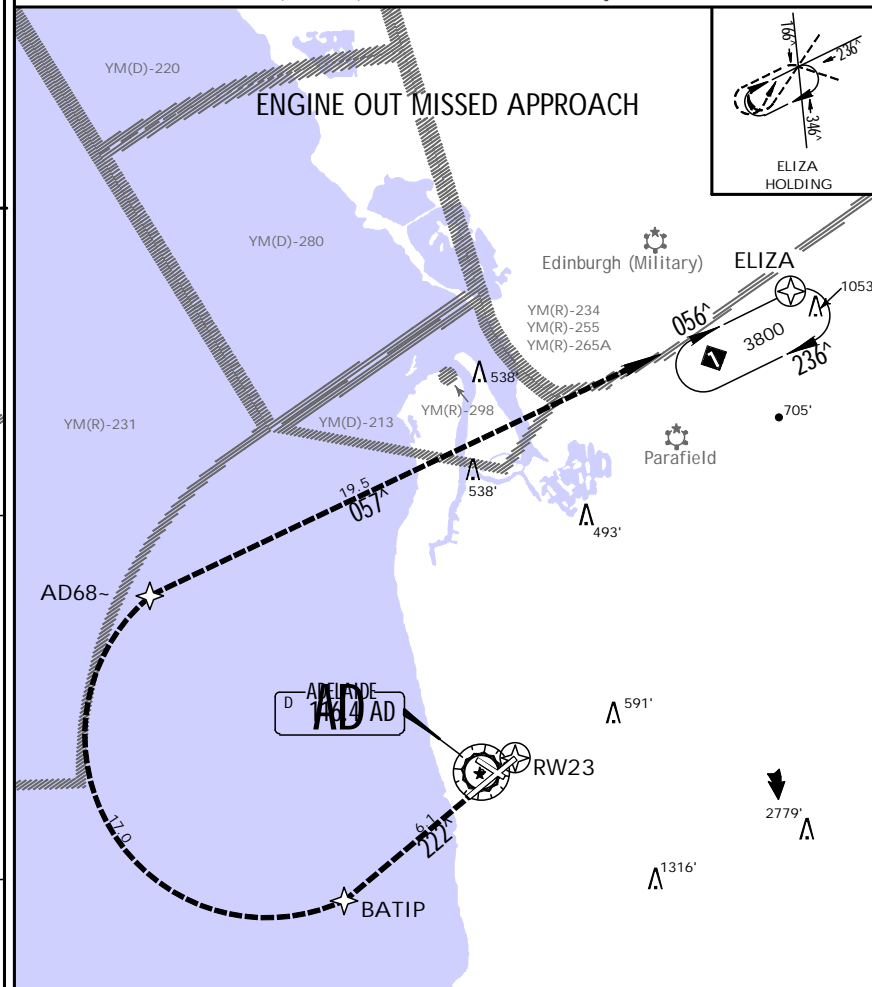 YM(D)-220
ENGINE OUT MISSED APPROACH
166^
236^
346^
ELIZA
HOLDING
YM(D)-280
Edinburgh (Military)
ELIZA
1053'
YM(R)-234
YM(R)-255
YM(R)-265A
056^
3800
1
236^
538'
YM(R)-298
YM(R)-231
YM(D)-213
705'
Parafield
538'
19.5
057^
493'
AD68~
D
ADELAIDE
AD
AD
591'
RW23
17.0
6.1
222^
2779'
1316'
BATIP